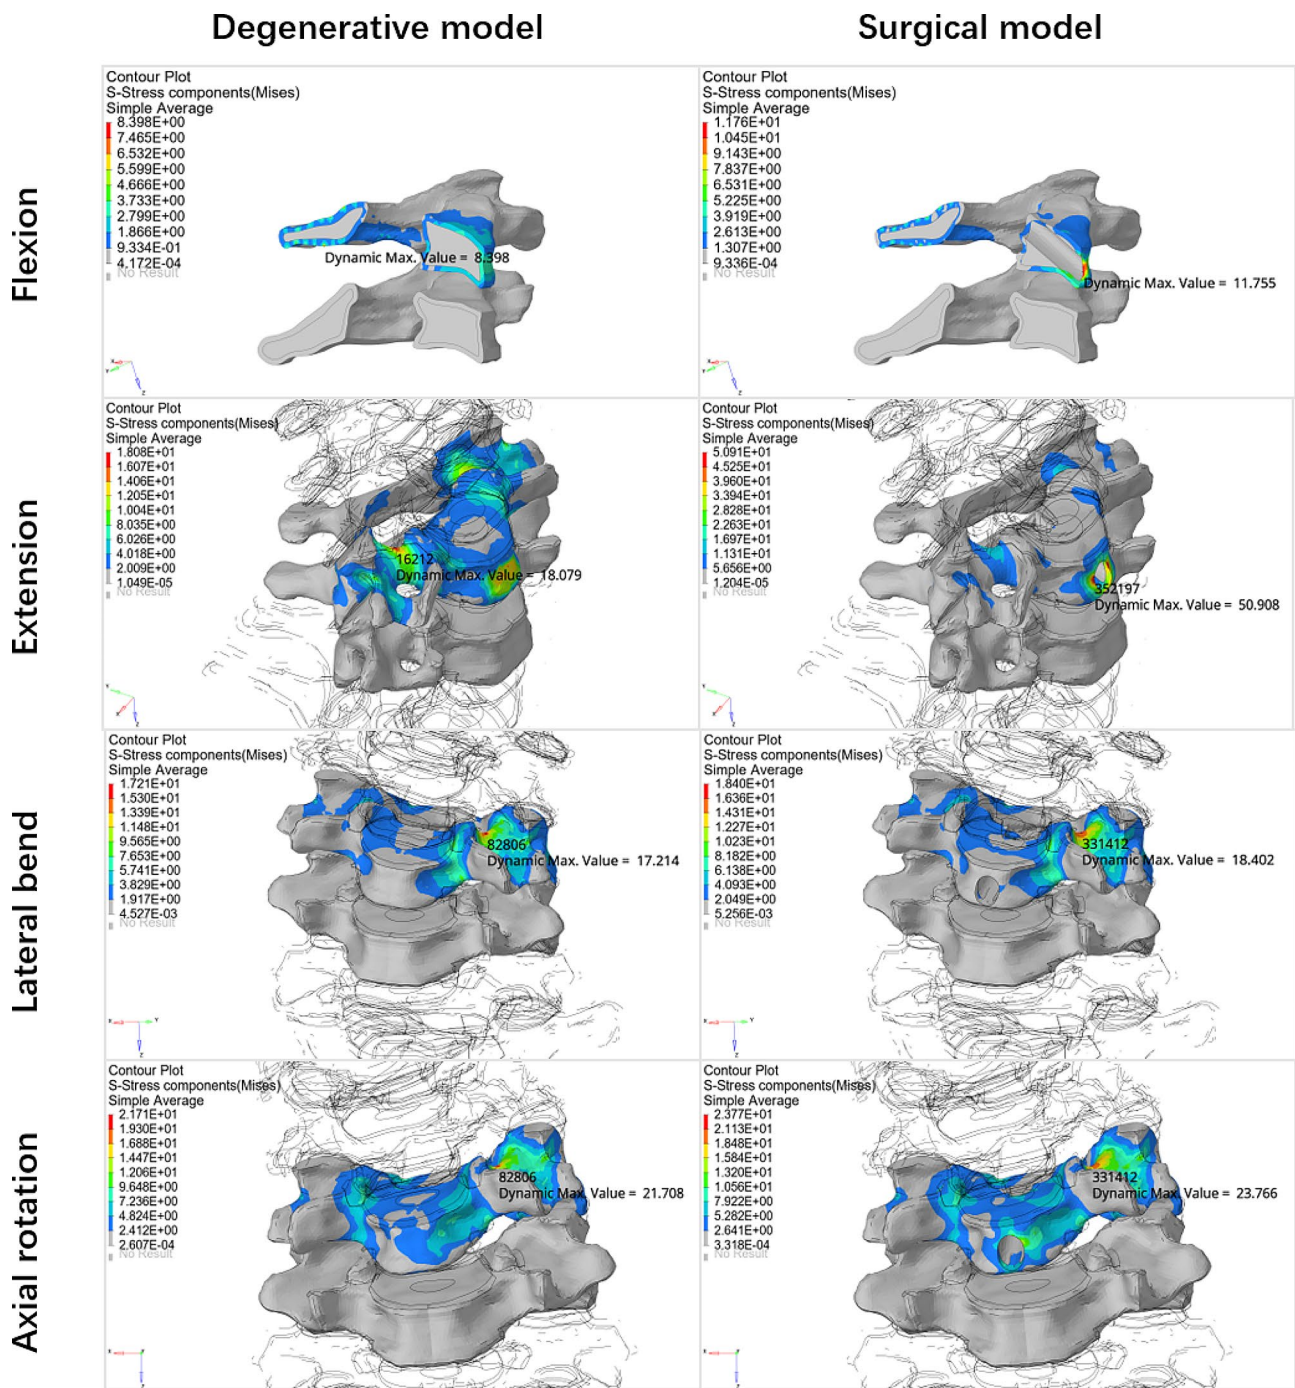 Degenerative model
Surgical model
Flexion
Contour Plot
S-Stress components(Mises)
Simple Average
8.398E+00
7.465E+00
6.532E+00
5.599E+00
4.666E+00
3.733E+00
2.799E+00
1.866E+00
9.334E-01
4.172E-04
No Result
Dynamic Max. Value = 8.398
X
Y
Z
Contour Plot
S-Stress components(Mises)
Simple Average
1.176E+01
1.045E+01
9.143E+00
7.837E+00
6.531E+00
5.225E+00
3.919E+00
2.613E+00
1.307E+00
9.336E-04
No Result
Dynamic Max. Value = 11.755
X
Y
Z
Extension
Contour Plot
S-Stress components(Mises)
Simple Average
1.808E+01
1.607E+01
1.406E+01
1.205E+01
1.004E+01
8.035E+00
6.026E+00
4.018E+00
2.009E+00
1.049E-05
No Result
16212
Dynamic Max. Value = 18.079
Y
X
Z
Contour Plot
S-Stress components(Mises)
Simple Average
5.091E+01
4.525E+01
3.960E+01
3.394E+01
2.828E+01
2.263E+01
1.697E+01
1.131E+01
5.656E+00
1.204E-05
No Result
352197
Dynamic Max. Value = 50.908
Y
X
Z
Lateral bend
Contour Plot
S-Stress components(Mises)
Simple Average
1.721E+01
1.530E+01
1.339E+01
1.148E+01
9.565E+00
7.653E+00
5.741E+00
3.829E+00
1.917E+00
4.527E-03
No Result
82806
Dynamic Max. Value = 17.214
X
Y
Z
Contour Plot
S-Stress components(Mises)
Simple Average
1.840E+01
1.636E+01
1.431E+01
1.227E+01
1.023E+01
8.182E+00
6.138E+00
4.093E+00
2.049E+00
5.256E-03
No Result
331412
Dynamic Max. Value = 18.402
X
Y
Z
Axial rotation
Contour Plot
S-Stress components(Mises)
Simple Average
2.171E+01
1.930E+01
1.688E+01
1.447E+01
1.206E+01
9.648E+00
7.236E+00
4.824E+00
2.412E+00
2.607E-04
No Result
82806
Dynamic Max. Value = 21.708
X
Y
Z
Contour Plot
S-Stress components(Mises)
Simple Average
2.377E+01
2.113E+01
1.848E+01
1.584E+01
1.320E+01
1.056E+01
7.922E+00
5.282E+00
2.641E+00
3.318E-04
No Result
331412
Dynamic Max. Value = 23.766
X
Y
Z